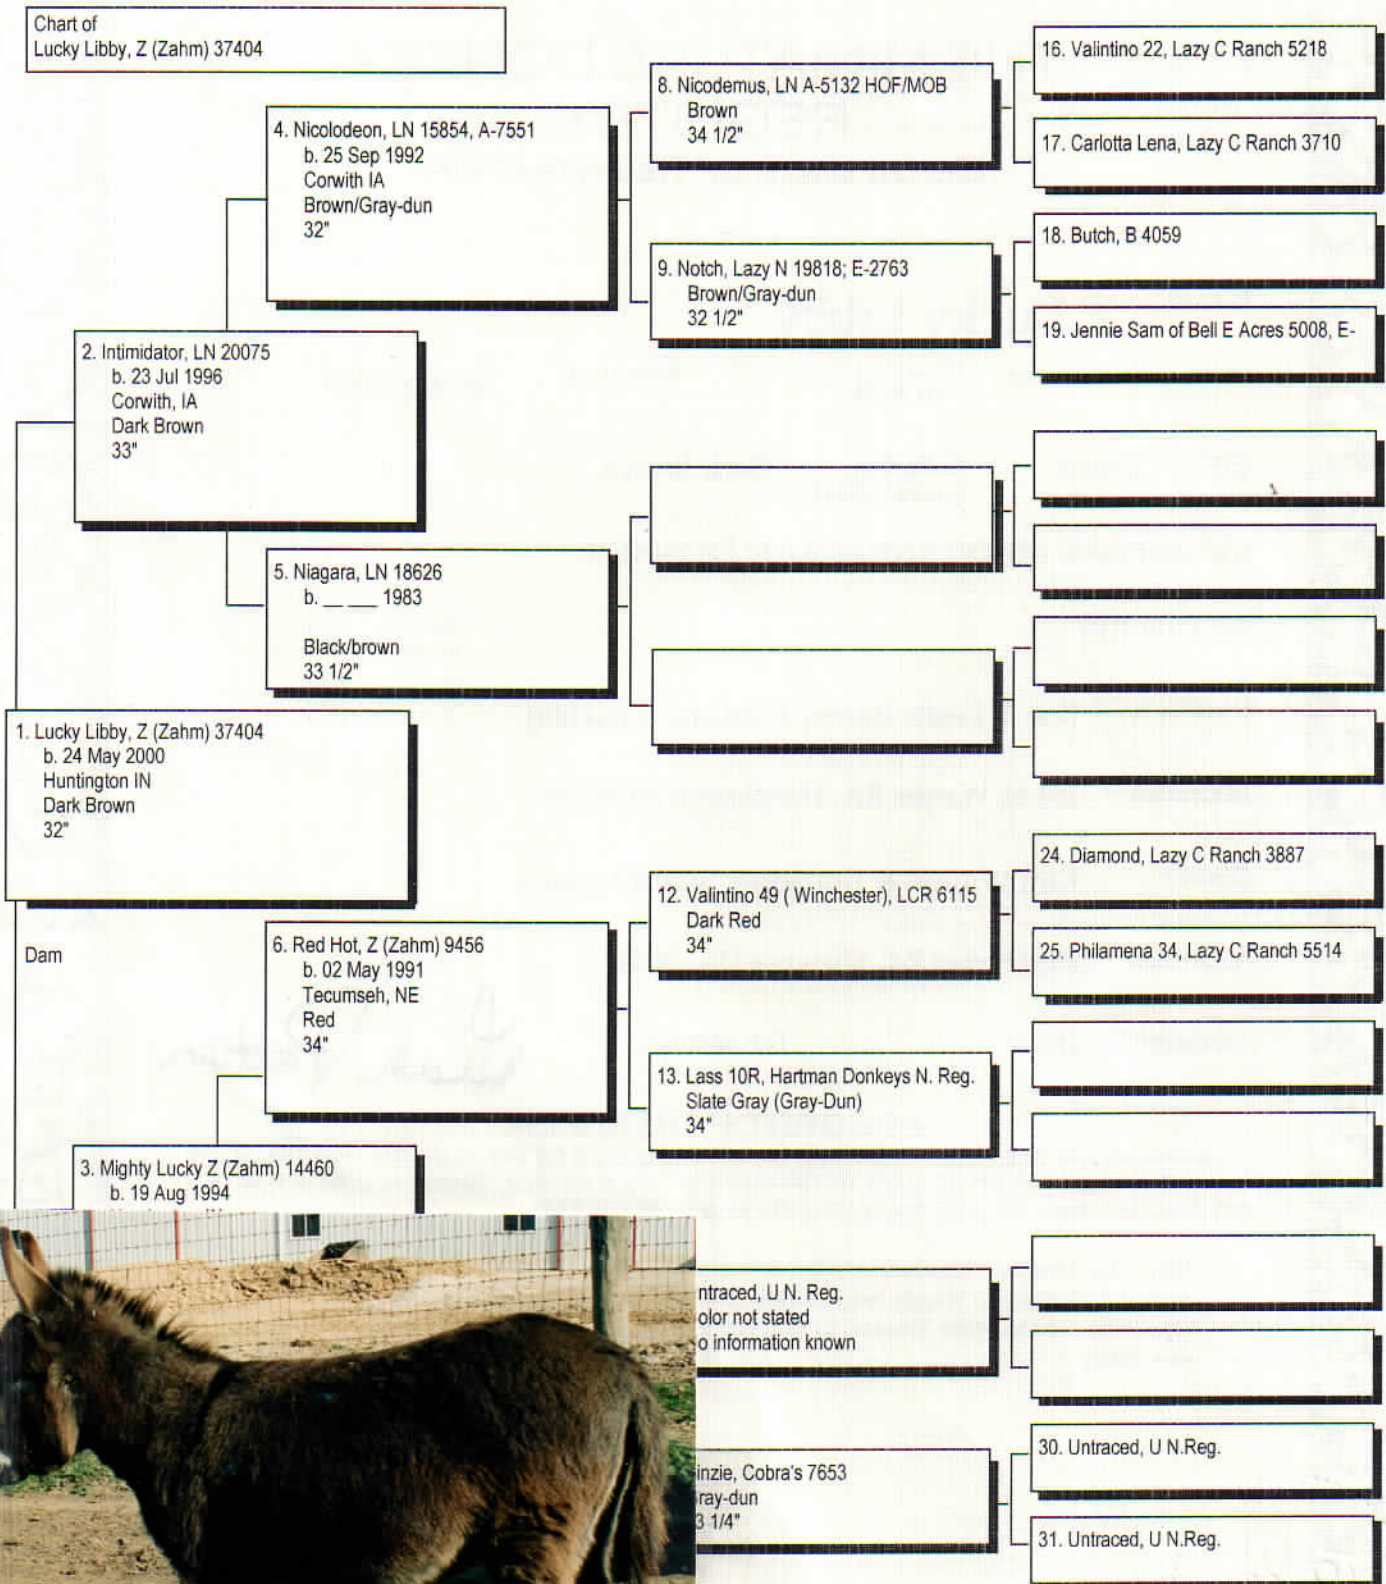 Chart of
Lucky Libby, Z (Zahm) 37404
1. Lucky Libby, Z (Zahm) 37404
b. 24 May 2000
Huntington IN
Dark Brown
32"
Dam
2. Intimidator, LN 20075
b. 23 Jul 1996
Corwith, IA
Dark Brown
33"
3. Mighty Lucky Z (Zahm) 14460
b. 19 Aug 1994
4. Nicolodeon, LN 15854, A-7551
b. 25 Sep 1992
Corwith IA
Brown/Gray-dun
32"
5. Niagara, LN 18626
b. __ ___ 1983
Black/brown
33 1/2"
6. Red Hot, Z (Zahm) 9456
b. 02 May 1991
Tecumseh, NE
Red
34"
8. Nicodemus, LN A-5132 HOF/MOB
Brown
34 1/2"
9. Notch, Lazy N 19818; E-2763
Brown/Gray-dun
32 1/2"
12. Valintino 49 ( Winchester), LCR 6115
Dark Red
34"
13. Lass 10R, Hartman Donkeys N. Reg.
Slate Gray (Gray-Dun)
34"
ntraced, U N. Reg.
olor not stated
o information known
inzie, Cobra's 7653
ray-dun
3 1/4"
16. Valintino 22, Lazy C Ranch 5218
17. Carlotta Lena, Lazy C Ranch 3710
18. Butch, B 4059
19. Jennie Sam of Bell E Acres 5008, E-
24. Diamond, Lazy C Ranch 3887
25. Philamena 34, Lazy C Ranch 5514
30. Untraced, U N.Reg.
31. Untraced, U N.Reg.